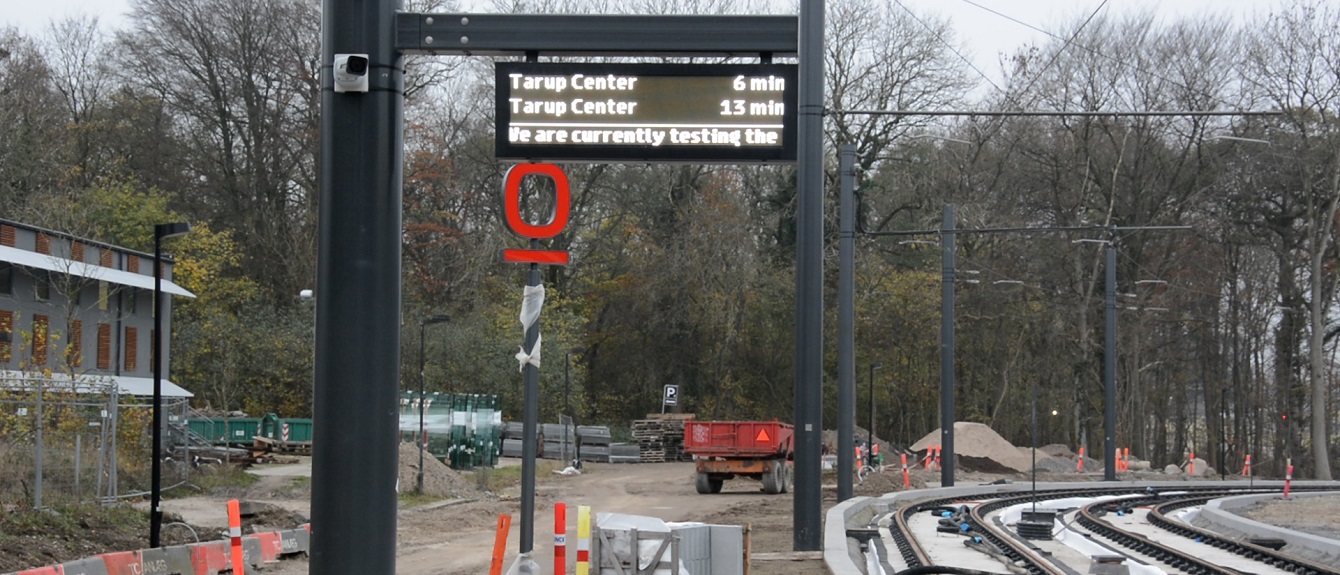 Tarup Center 6 min
Tarup Center 13 min
We are currently testing the
O
P